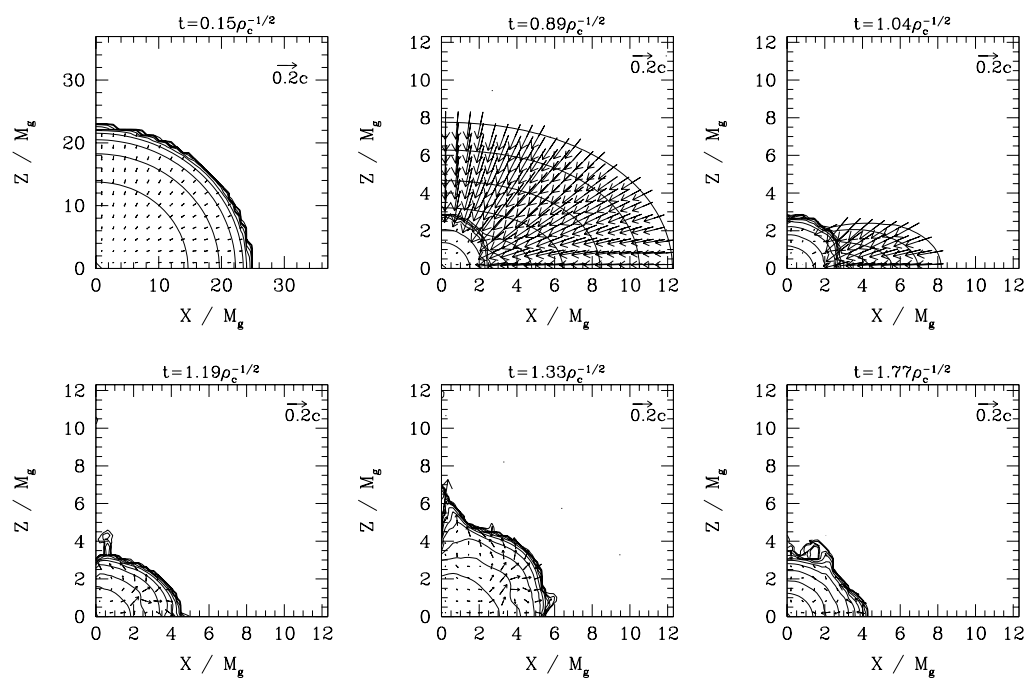 t=0.15ρc^-1/2
Z / Mg
30
20
10
0
0.2c
0 10 20 30
X / Mg
t=0.89ρc^-1/2
Z / Mg
12
10
8
6
4
2
0
0.2c
0 2 4 6 8 10 12
X / Mg
t=1.04ρc^-1/2
Z / Mg
12
10
8
6
4
2
0
0.2c
0 2 4 6 8 10 12
X / Mg
t=1.19ρc^-1/2
Z / Mg
12
10
8
6
4
2
0
0.2c
0 2 4 6 8 10 12
X / Mg
t=1.33ρc^-1/2
Z / Mg
12
10
8
6
4
2
0
0.2c
0 2 4 6 8 10 12
X / Mg
t=1.77ρc^-1/2
Z / Mg
12
10
8
6
4
2
0
0.2c
0 2 4 6 8 10 12
X / Mg